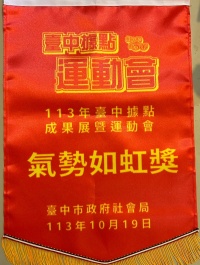 臺中據點
運動會
113年臺中據點
成果展暨運動會
氣勢如虹獎
臺中市政府社會局
113年10月19日